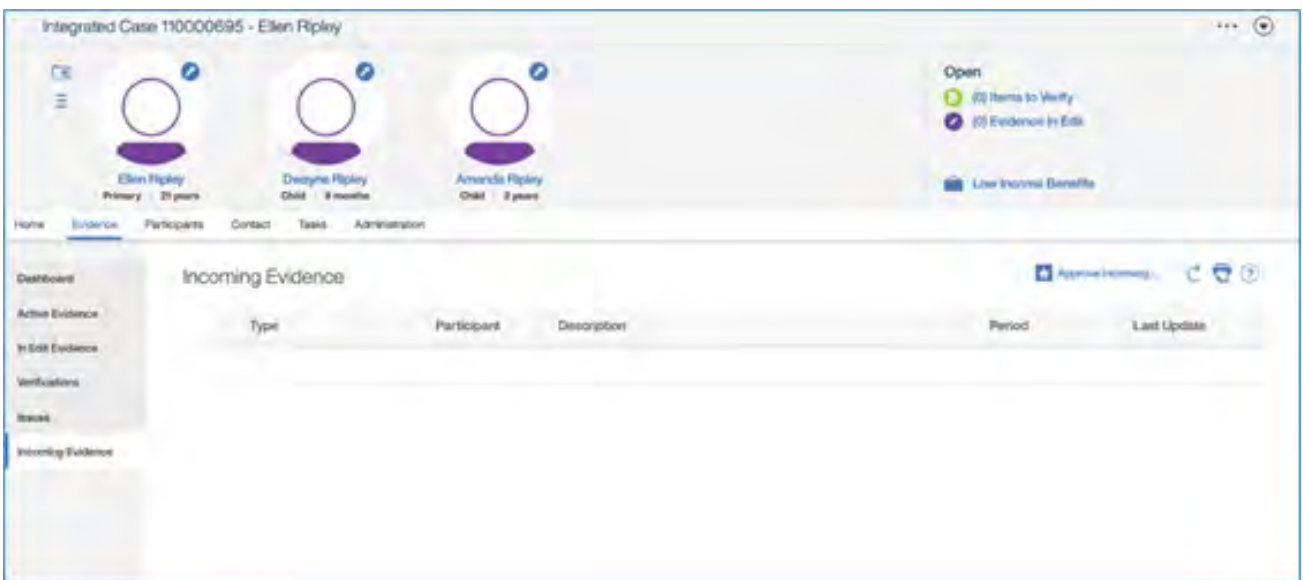 Integrated Case 110000695 - Ellen Ripley
Open
(0) Items to Verify
(0) Evidence In Edit
Low Income Benefits
Ellen Ripley
Primary 21 years
Dwayne Ripley
Child 9 months
Amanda Ripley
Child 2 years
Home Evidence Participants Contact Tasks Administration
Dashboard
Active Evidence
In Edit Evidence
Verifications
Issues
Incoming Evidence
Incoming Evidence
Approve Incoming...
Type Participant Description Period Last Update